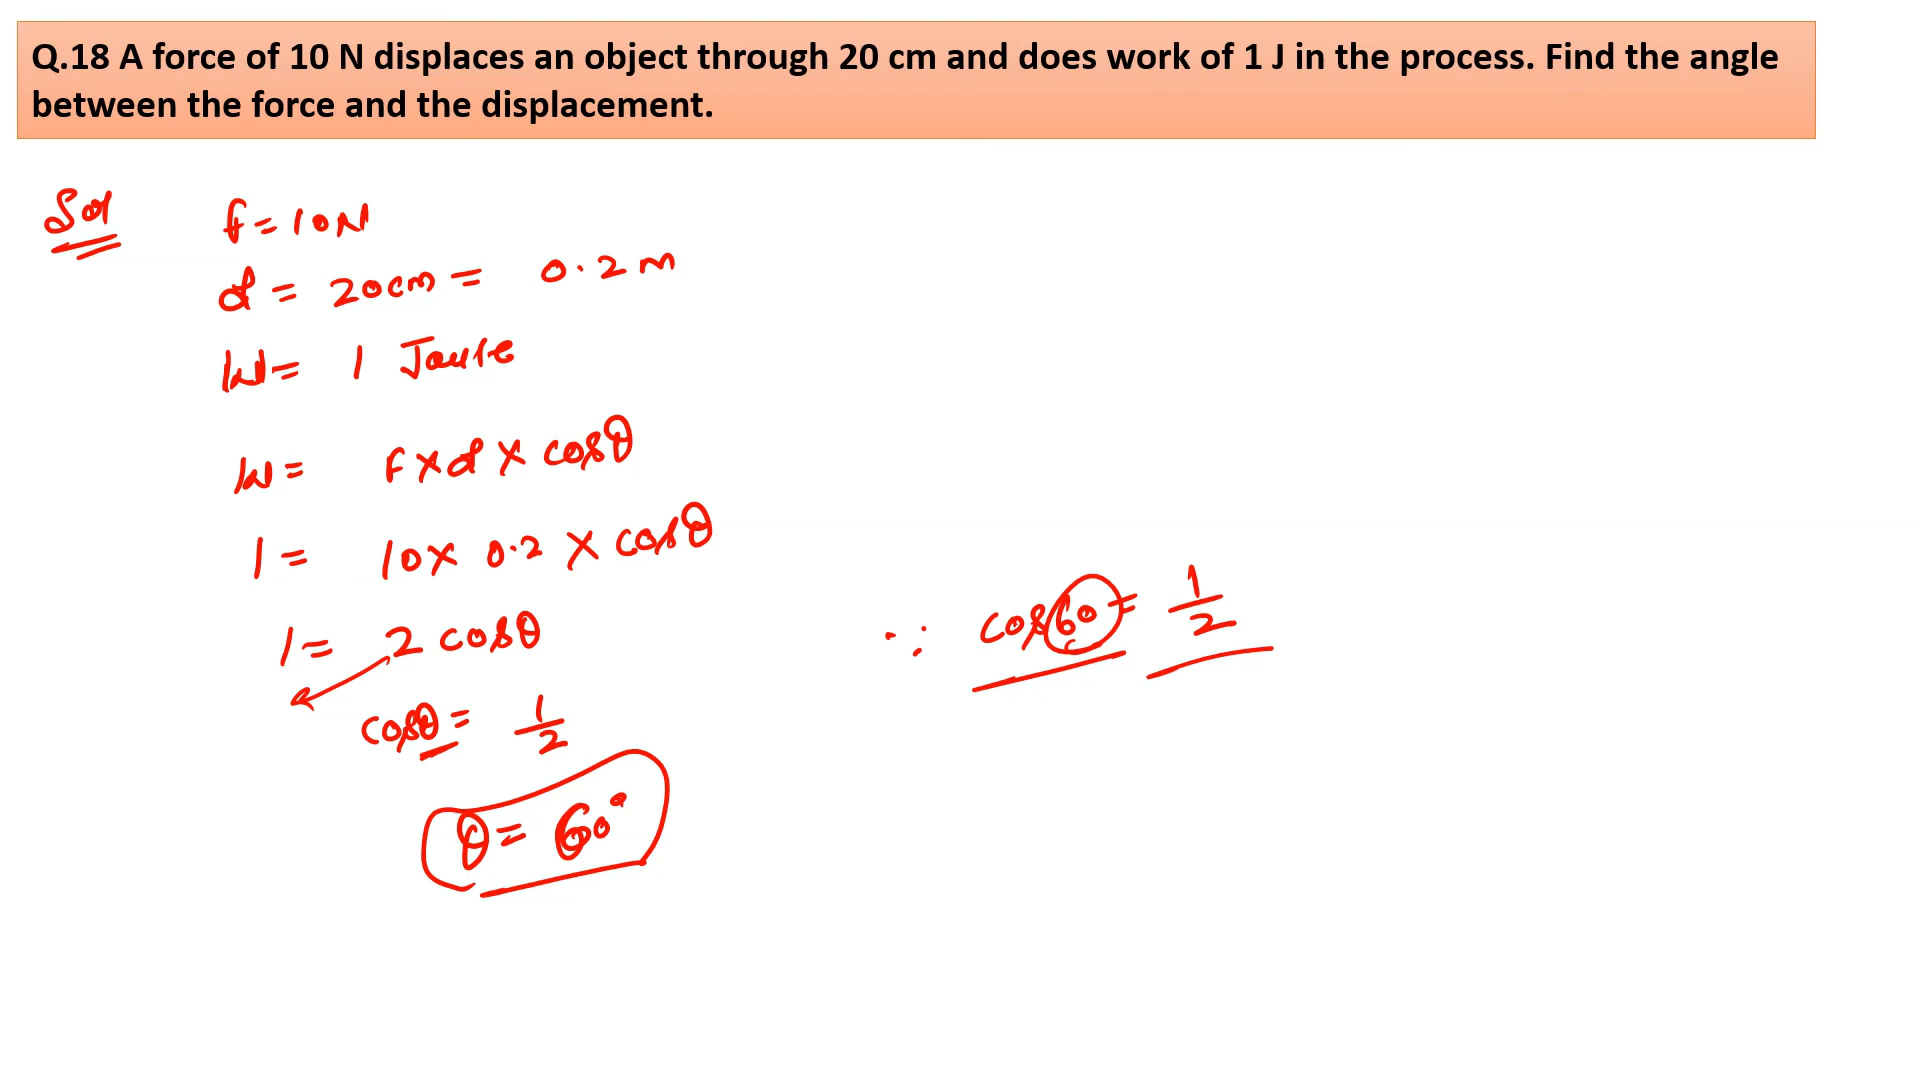 Q.18 A force of 10 N displaces an object through 20 cm and does work of 1 J in the process. Find the angle
between the force and the displacement.
Sol
f = 10N
d = 20cm = 0.2 m
W = 1 Joule
W = F × d × cosθ
1 = 10 × 0.2 × cosθ
1 = 2 cosθ
∵ cos60 = 1/2
cosθ = 1/2
θ = 60°